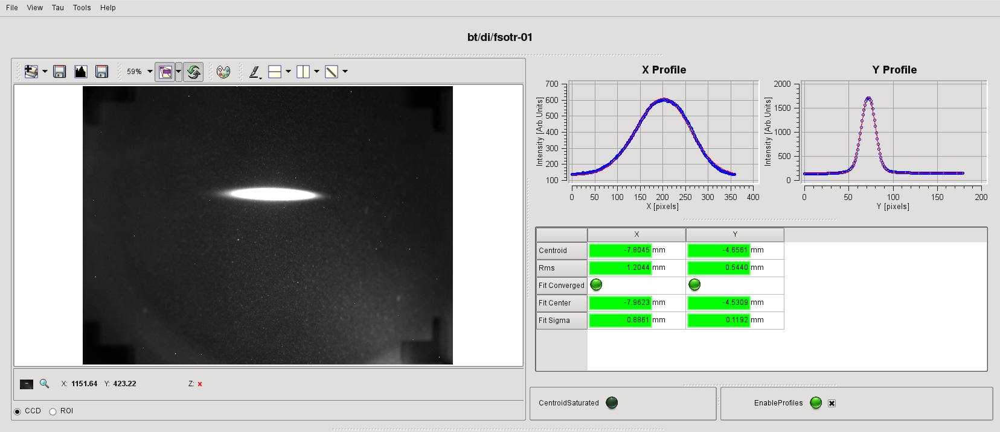 File View Tau Tools Help
bt/di/fsotr-01
59%
X: 1151.64 Y: 423.22 Z: x
CCD ROI
X Profile
Intensity [Arb.Units]
700
600
500
400
300
200
100
0 50 100 150 200 250 300 350 400
X [pixels]
Y Profile
Intensity [Arb.Units]
2000
1500
1000
500
0
0 50 100 150 200
Y [pixels]
X Y
Centroid -7.8045 mm -4.6561 mm
Rms 1.2044 mm 0.5440 mm
Fit Converged
Fit Center -7.9623 mm -4.5309 mm
Fit Sigma 0.8861 mm 0.1192 mm
CentroidSaturated
EnableProfiles